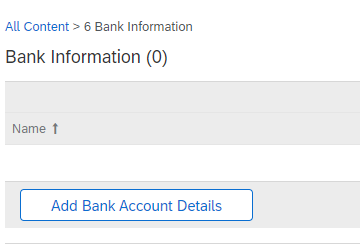 All Content > 6 Bank Information
Bank Information (0)
Name ↑
Add Bank Account Details